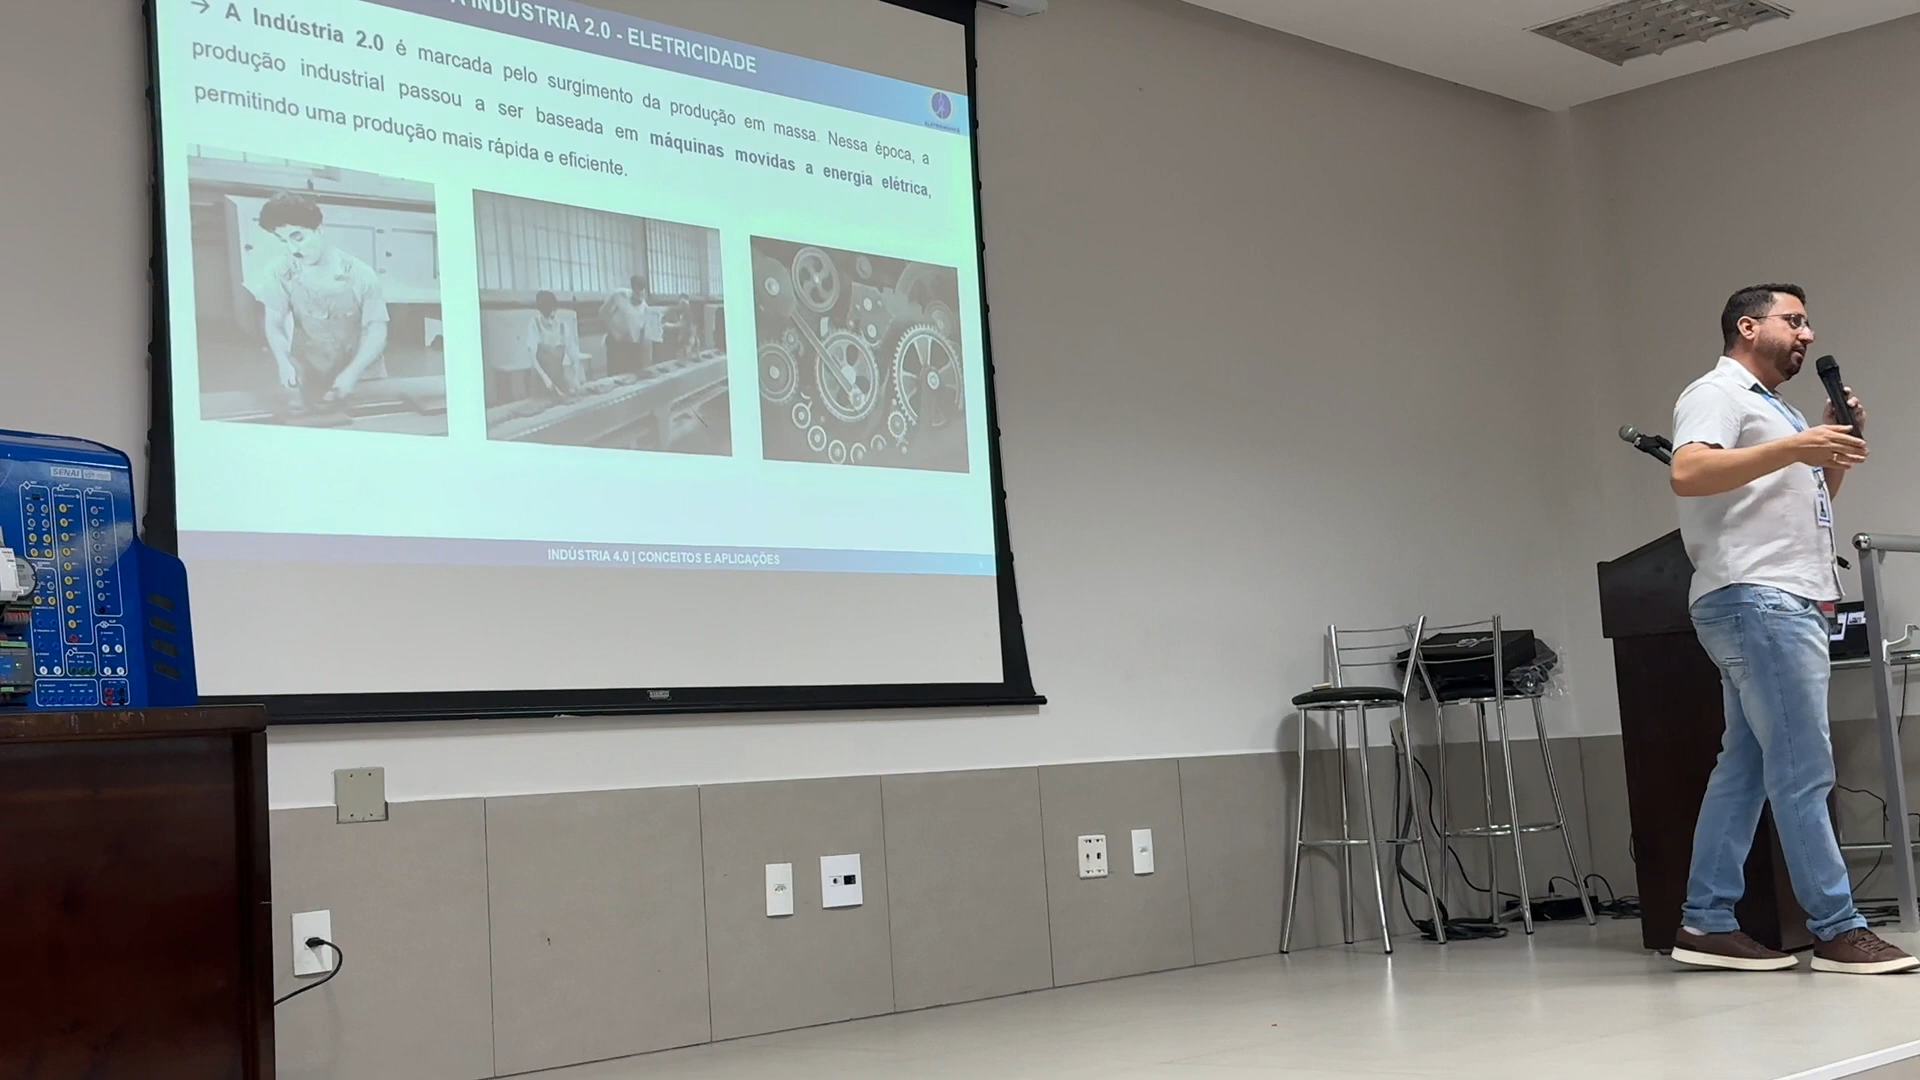 A INDÚSTRIA 2.0 - ELETRICIDADE
→ A Indústria 2.0 é marcada pelo surgimento da produção em massa. Nessa época, a
produção industrial passou a ser baseada em máquinas movidas a energia elétrica,
permitindo uma produção mais rápida e eficiente.
INDÚSTRIA 4.0 | CONCEITOS E APLICAÇÕES
SENAI